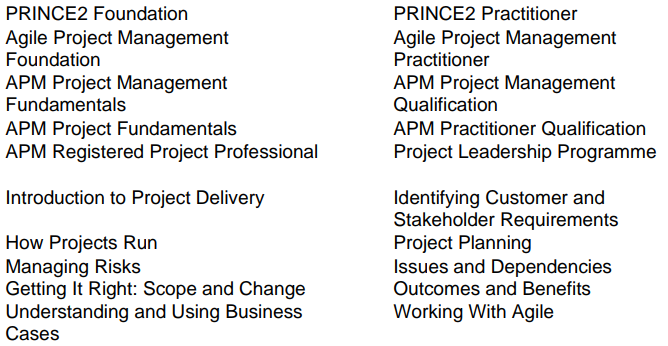 PRINCE2 Foundation
PRINCE2 Practitioner
Agile Project Management
Foundation
Agile Project Management
Practitioner
APM Project Management
Fundamentals
APM Project Management
Qualification
APM Project Fundamentals
APM Practitioner Qualification
APM Registered Project Professional
Project Leadership Programme
Introduction to Project Delivery
Identifying Customer and
Stakeholder Requirements
How Projects Run
Project Planning
Managing Risks
Issues and Dependencies
Getting It Right: Scope and Change
Outcomes and Benefits
Understanding and Using Business
Cases
Working With Agile